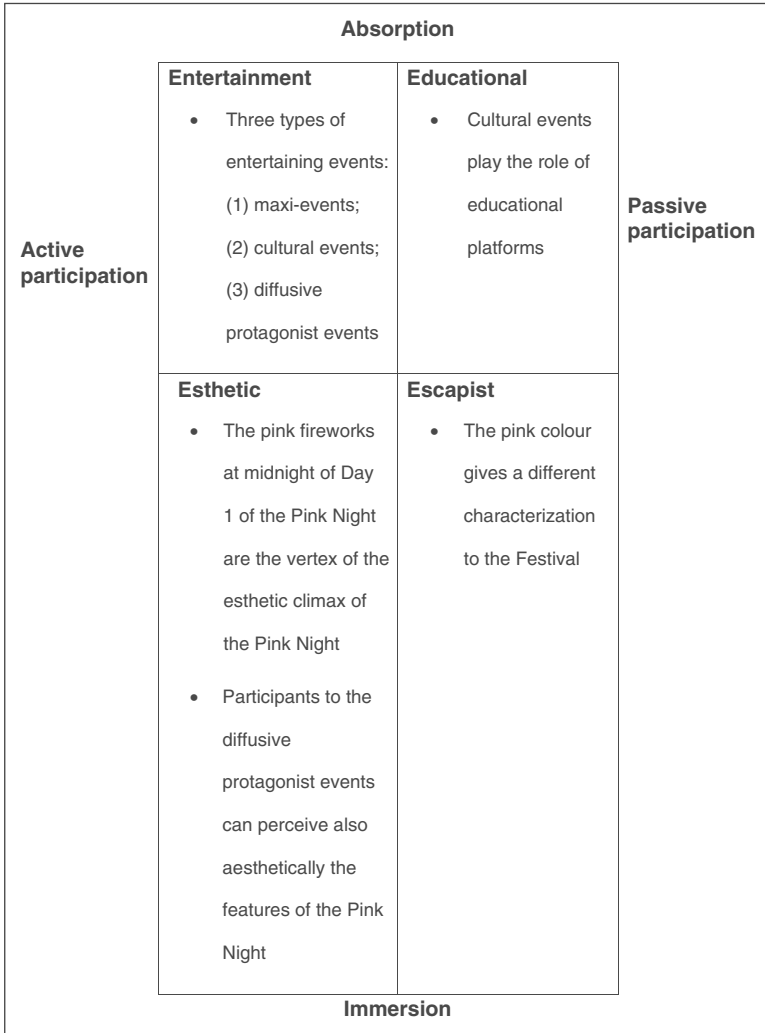 Absorption
Entertainment
• Three types of
entertaining events:
(1) maxi-events;
(2) cultural events;
(3) diffusive
protagonist events
Educational
• Cultural events
play the role of
educational
platforms
Active
participation
Passive
participation
Esthetic
• The pink fireworks
at midnight of Day
1 of the Pink Night
are the vertex of the
esthetic climax of
the Pink Night
• Participants to the
diffusive
protagonist events
can perceive also
aesthetically the
features of the Pink
Night
Escapist
• The pink colour
gives a different
characterization
to the Festival
Immersion